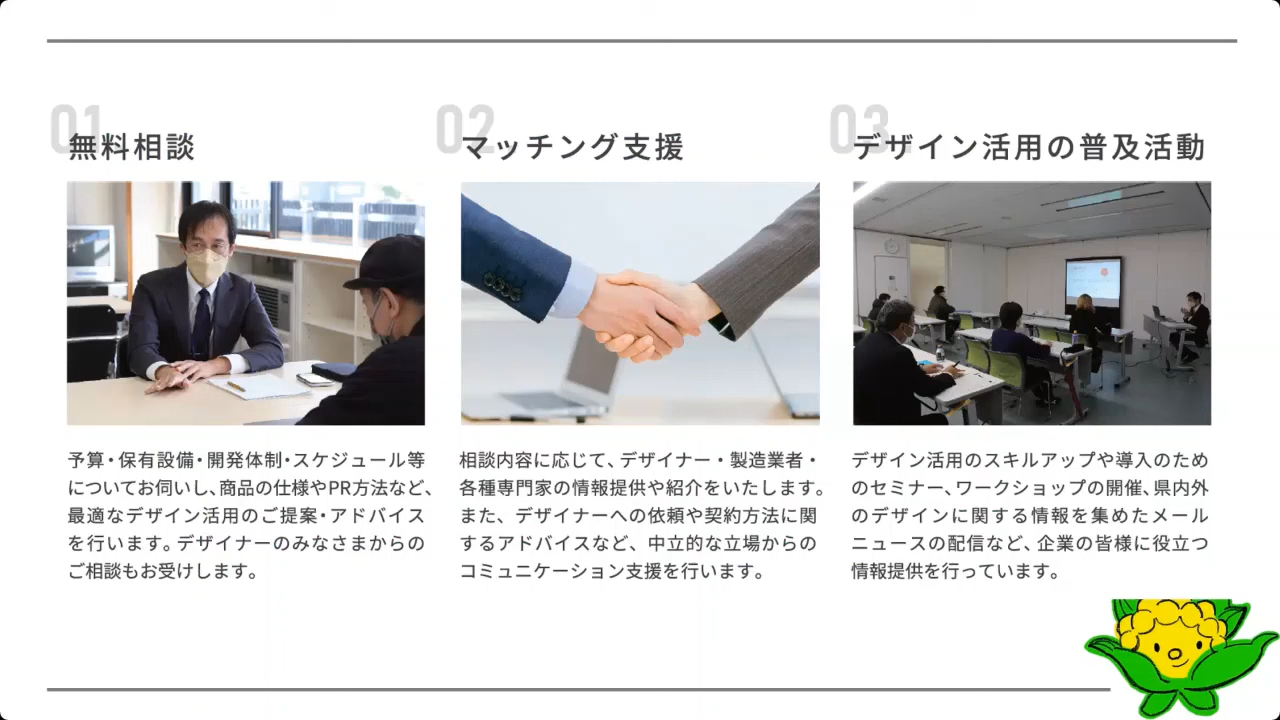 01
無料相談
予算・保有設備・開発体制・スケジュール等
についてお伺いし、商品の仕様やPR方法など、
最適なデザイン活用のご提案・アドバイス
を行います。デザイナーのみなさまからの
ご相談もお受けします。
02
マッチング支援
相談内容に応じて、デザイナー・製造業者・
各種専門家の情報提供や紹介をいたします。
また、デザイナーへの依頼や契約方法に関
するアドバイスなど、中立的な立場からの
コミュニケーション支援を行います。
03
デザイン活用の普及活動
デザイン活用のスキルアップや導入のため
のセミナー、ワークショップの開催、県内外
のデザインに関する情報を集めたメール
ニュースの配信など、企業の皆様に役立つ
情報提供を行っています。